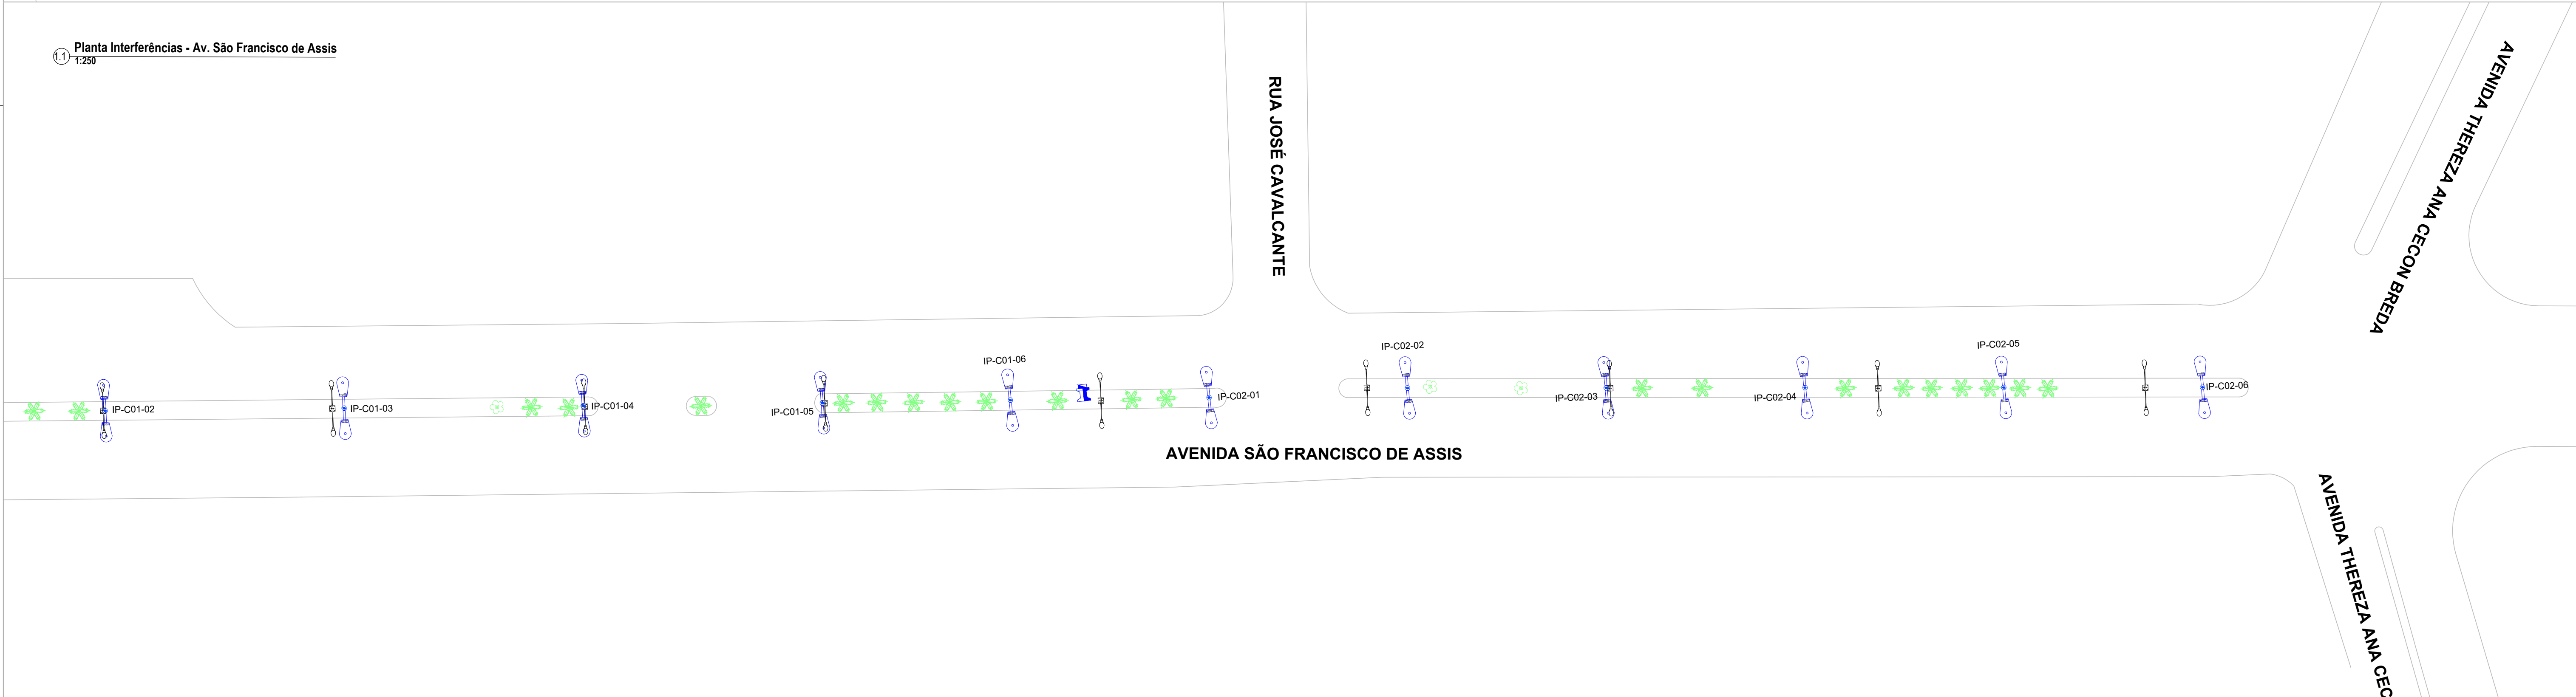 Planta Interferências - Av. São Francisco de Assis
1.1
1:250
RUA JOSÉ CAVALCANTE
AVENIDA THEREZA ANA CECON BREDA
IP-C01-06
IP-C02-02
IP-C02-05
IP-C01-02
IP-C01-03
IP-C01-04
IP-C01-05
IP-C02-01
IP-C02-03
IP-C02-04
IP-C02-06
AVENIDA SÃO FRANCISCO DE ASSIS
AVENIDA THEREZA ANA CEC